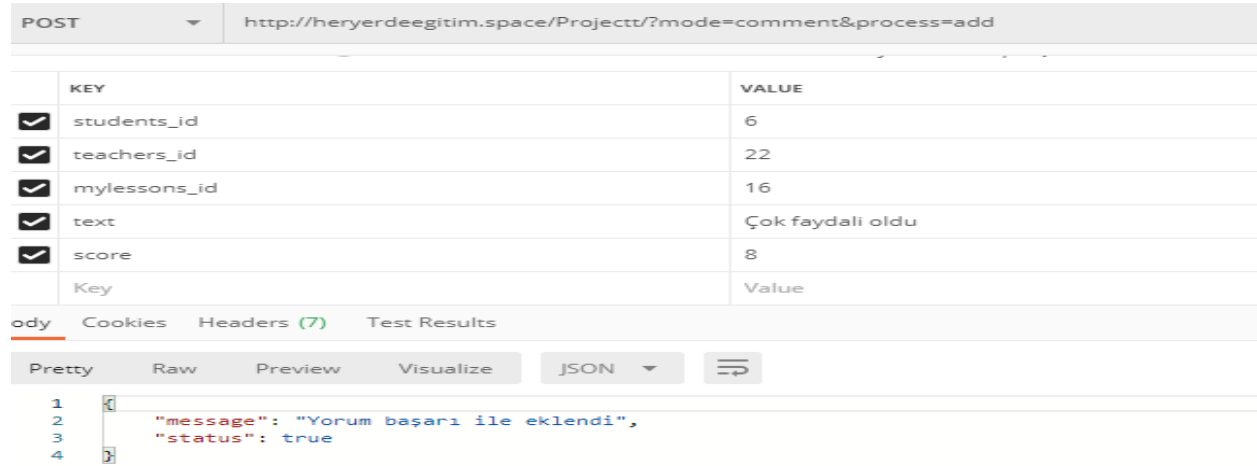 POST http://heryerdeegitim.space/Projectt/?mode=comment&process=add
KEY VALUE
students_id 6
teachers_id 22
mylessons_id 16
text Çok faydali oldu
score 8
Key Value
ody Cookies Headers (7) Test Results
Pretty Raw Preview Visualize JSON
1 {
2 "message": "Yorum başarı ile eklendi",
3 "status": true
4 }